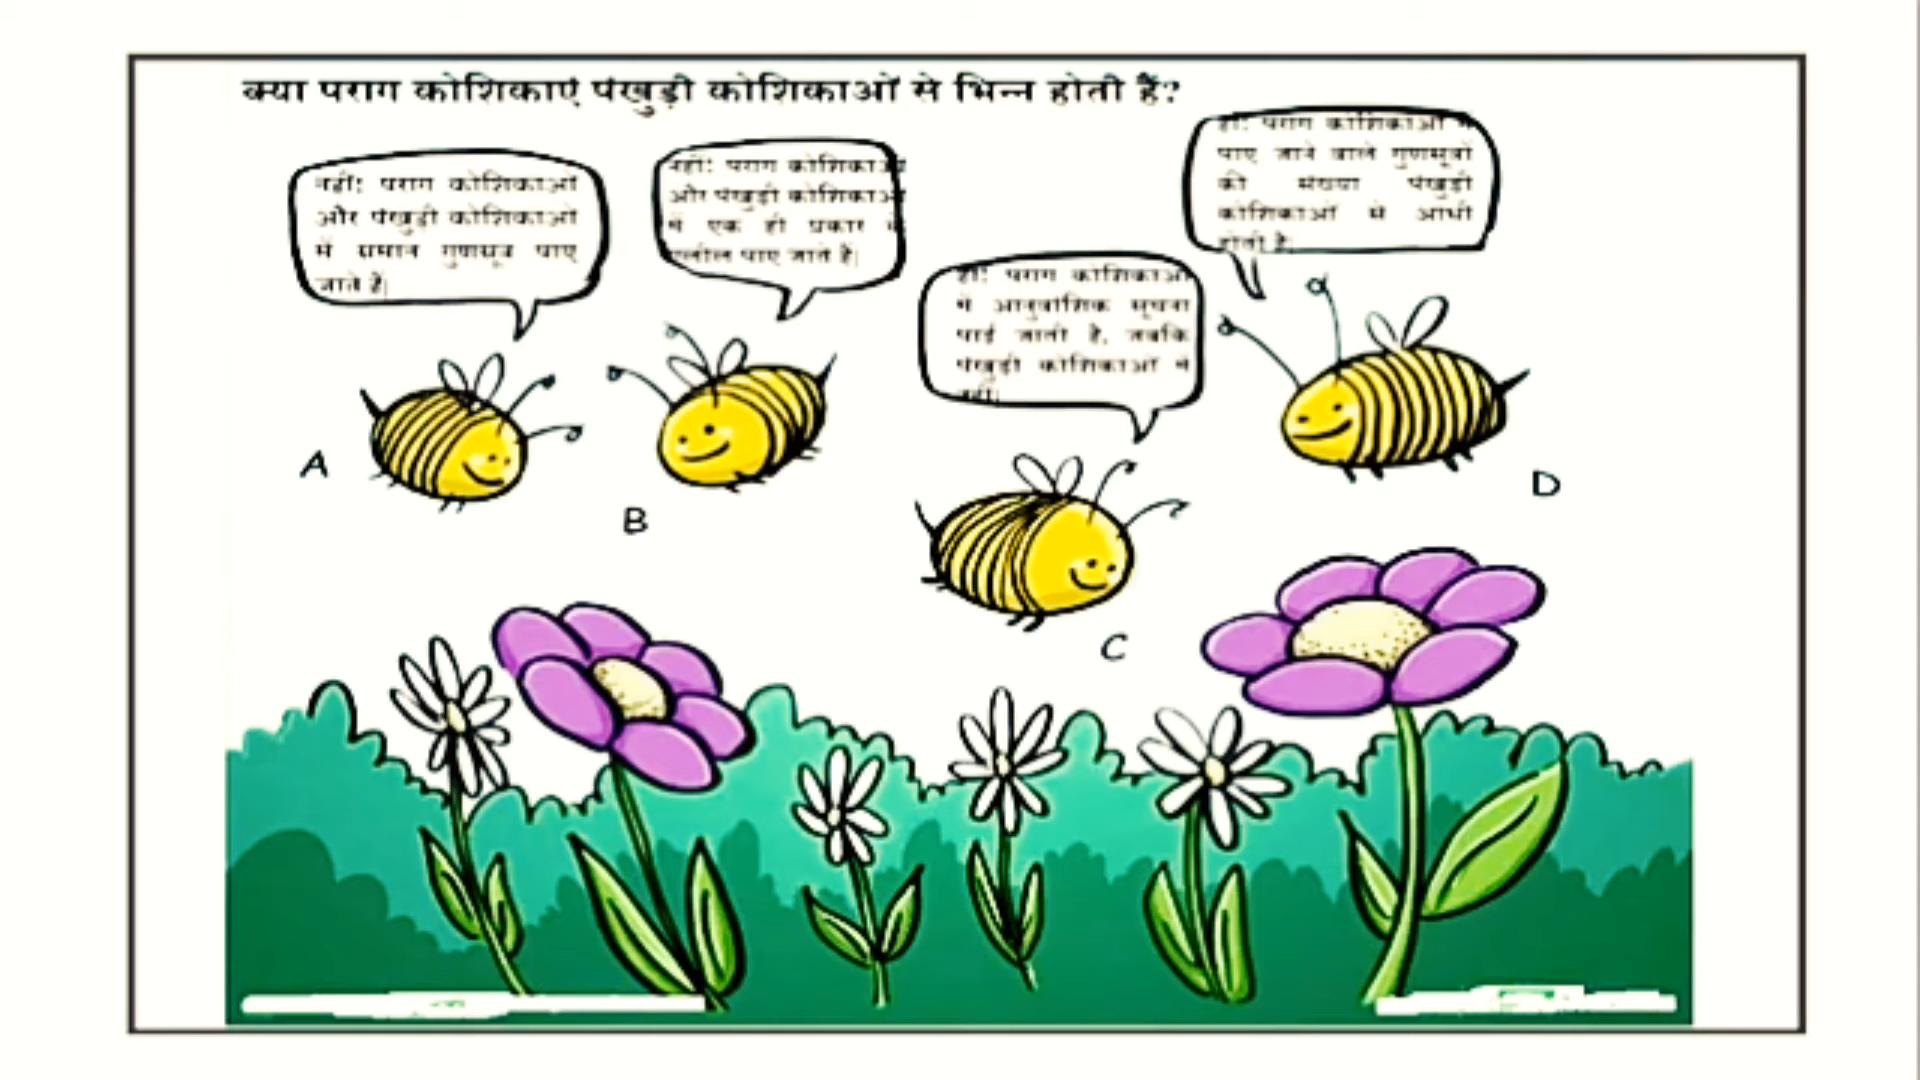 क्या पराग कोशिकाएं पंखुड़ी कोशिकाओं से भिन्न होती हैं?
नहीं! पराग कोशिकाओं
और पंखुड़ी कोशिकाओं
में समान गुणसूत्र पाए
जाते हैं|
नहीं! पराग कोशिकाओं
और पंखुड़ी कोशिकाओं
में एक ही प्रकार के
एलील पाए जाते हैं|
हाँ! पराग कोशिकाओं
में आनुवांशिक सूचना
पाई जाती है, जबकि
पंखुड़ी कोशिकाओं में
नहीं|
हाँ! पराग कोशिकाओं में
पाए जाने वाले गुणसूत्रों
की संख्या पंखुड़ी
कोशिकाओं से आधी
होती है|
A
B
C
D